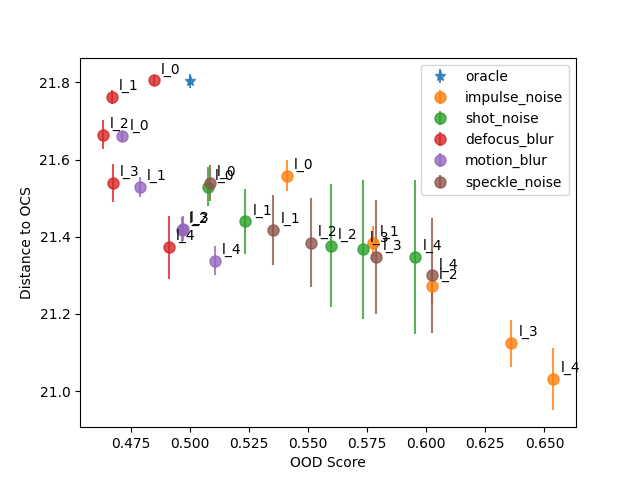 21.8
21.6
21.4
21.2
21.0
Distance to OCS
0.475
0.500
0.525
0.550
0.575
0.600
0.625
0.650
OOD Score
oracle
impulse_noise
shot_noise
defocus_blur
motion_blur
speckle_noise
l_0
l_1
l_2
l_0
l_3
l_1
l_0
l_0
l_0
l_2
l_3
l_4
l_4
l_1
l_1
l_2
l_2
l_1
l_3
l_3
l_4
l_4
l_2
l_3
l_4